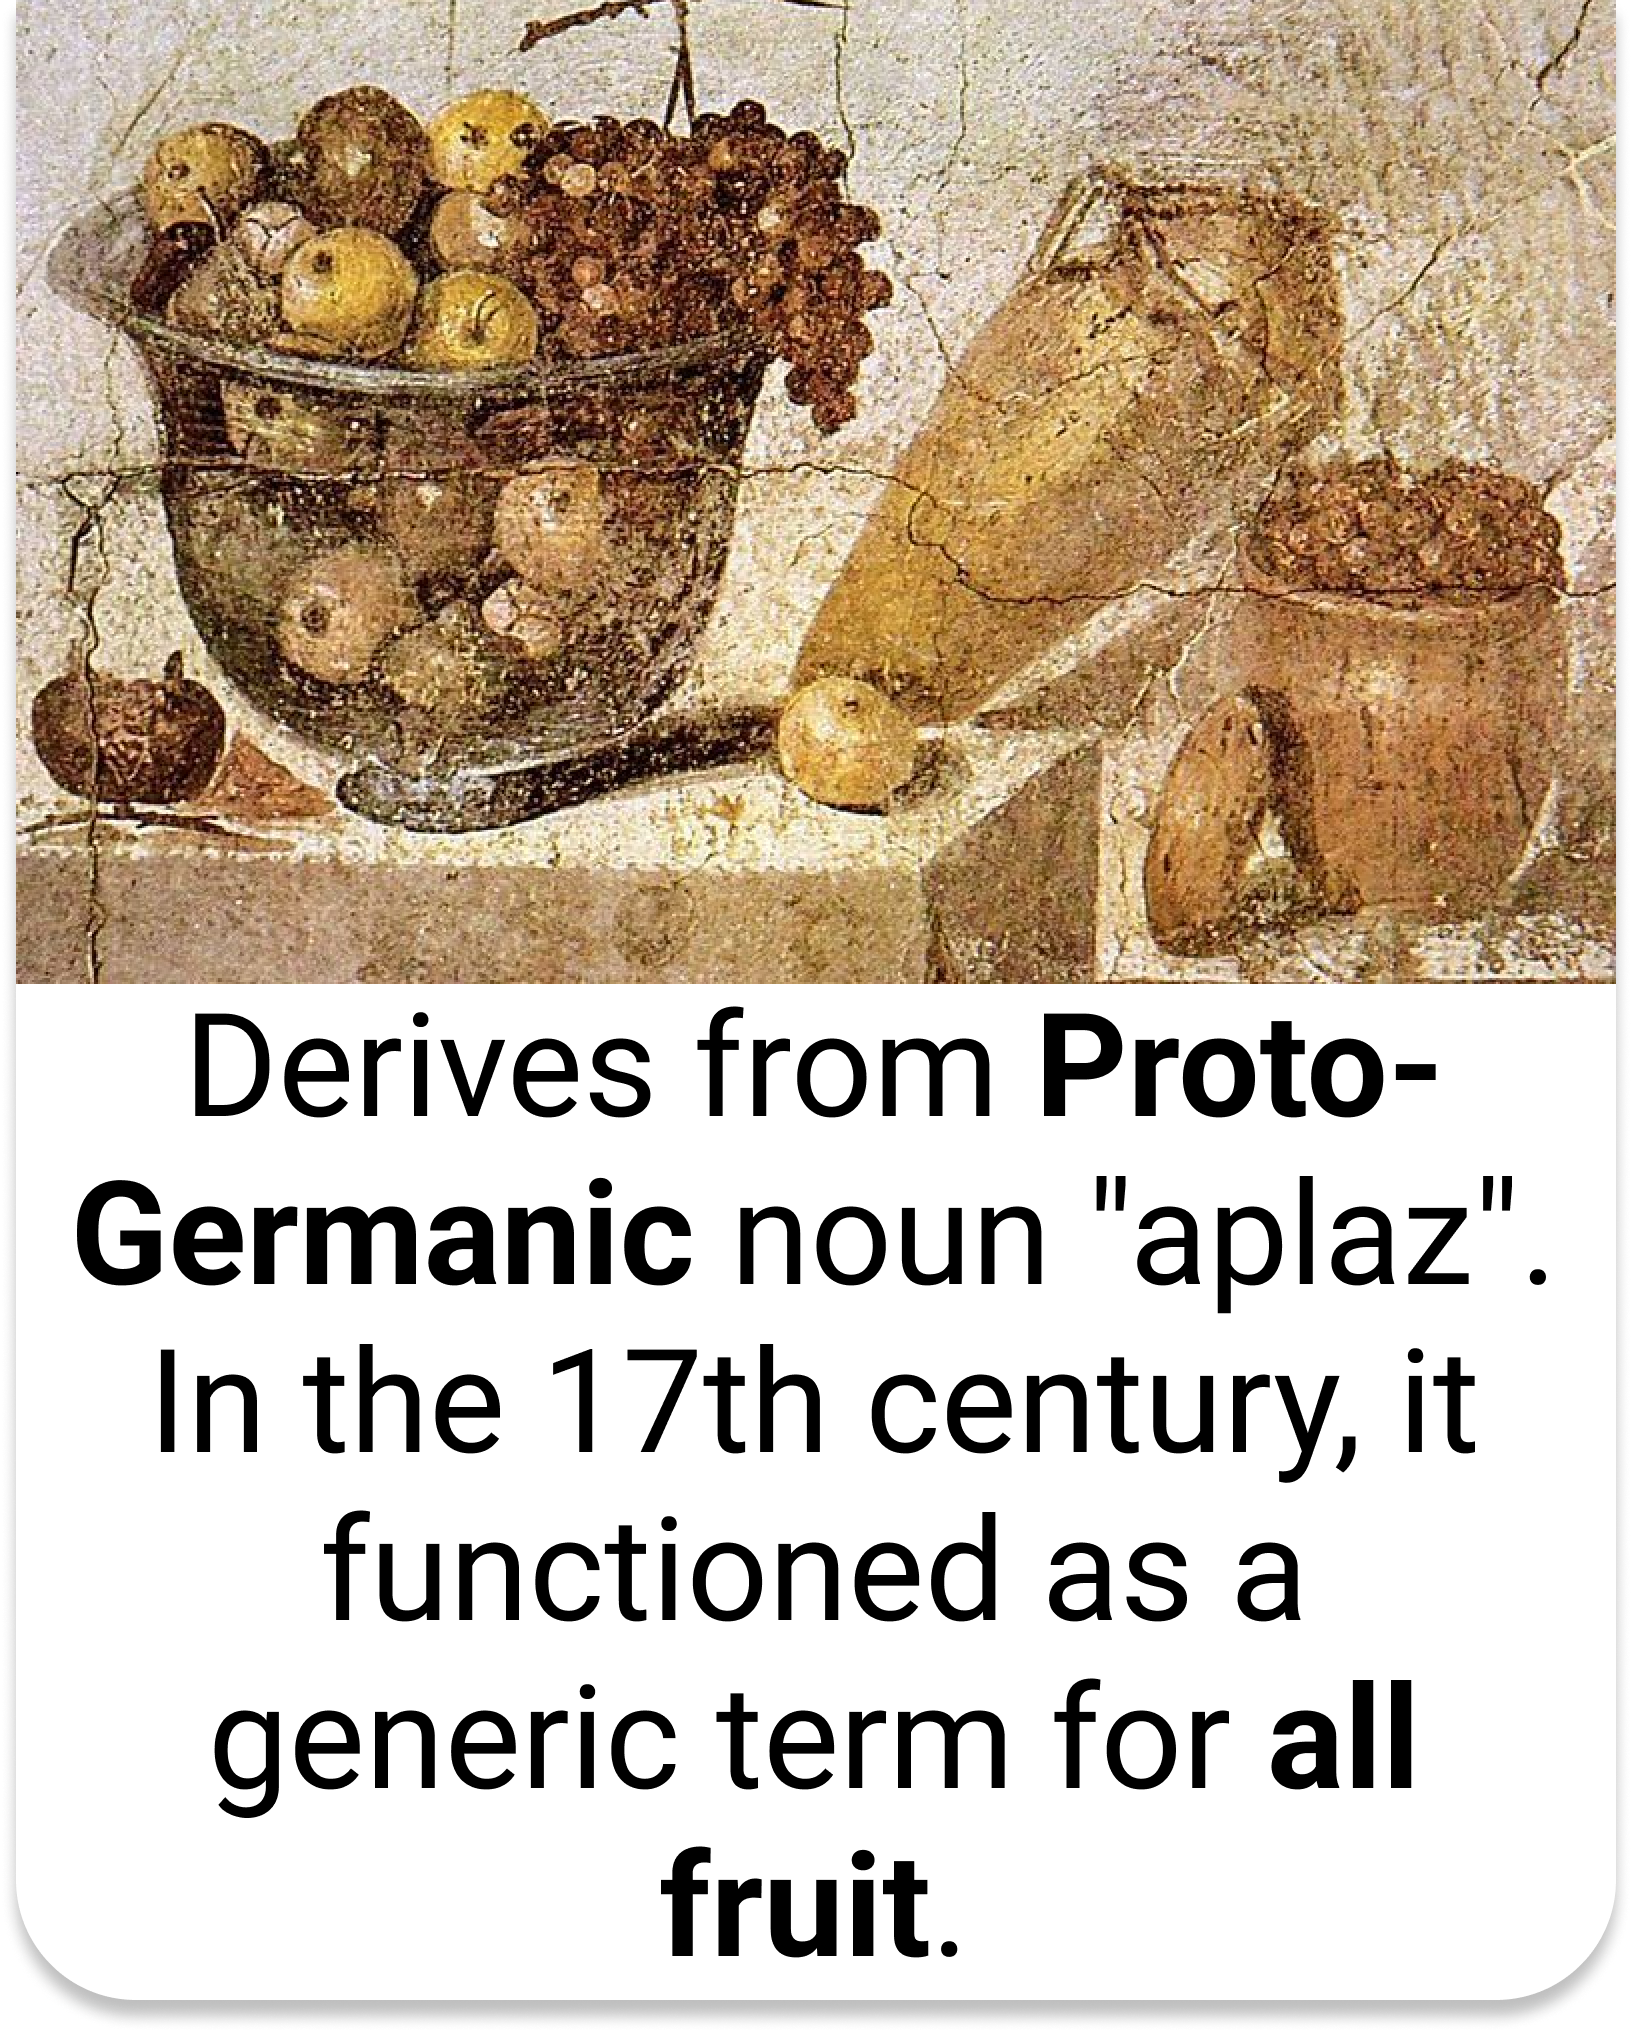 Derives from Proto-
Germanic noun "aplaz".
In the 17th century, it
functioned as a
generic term for all
fruit.